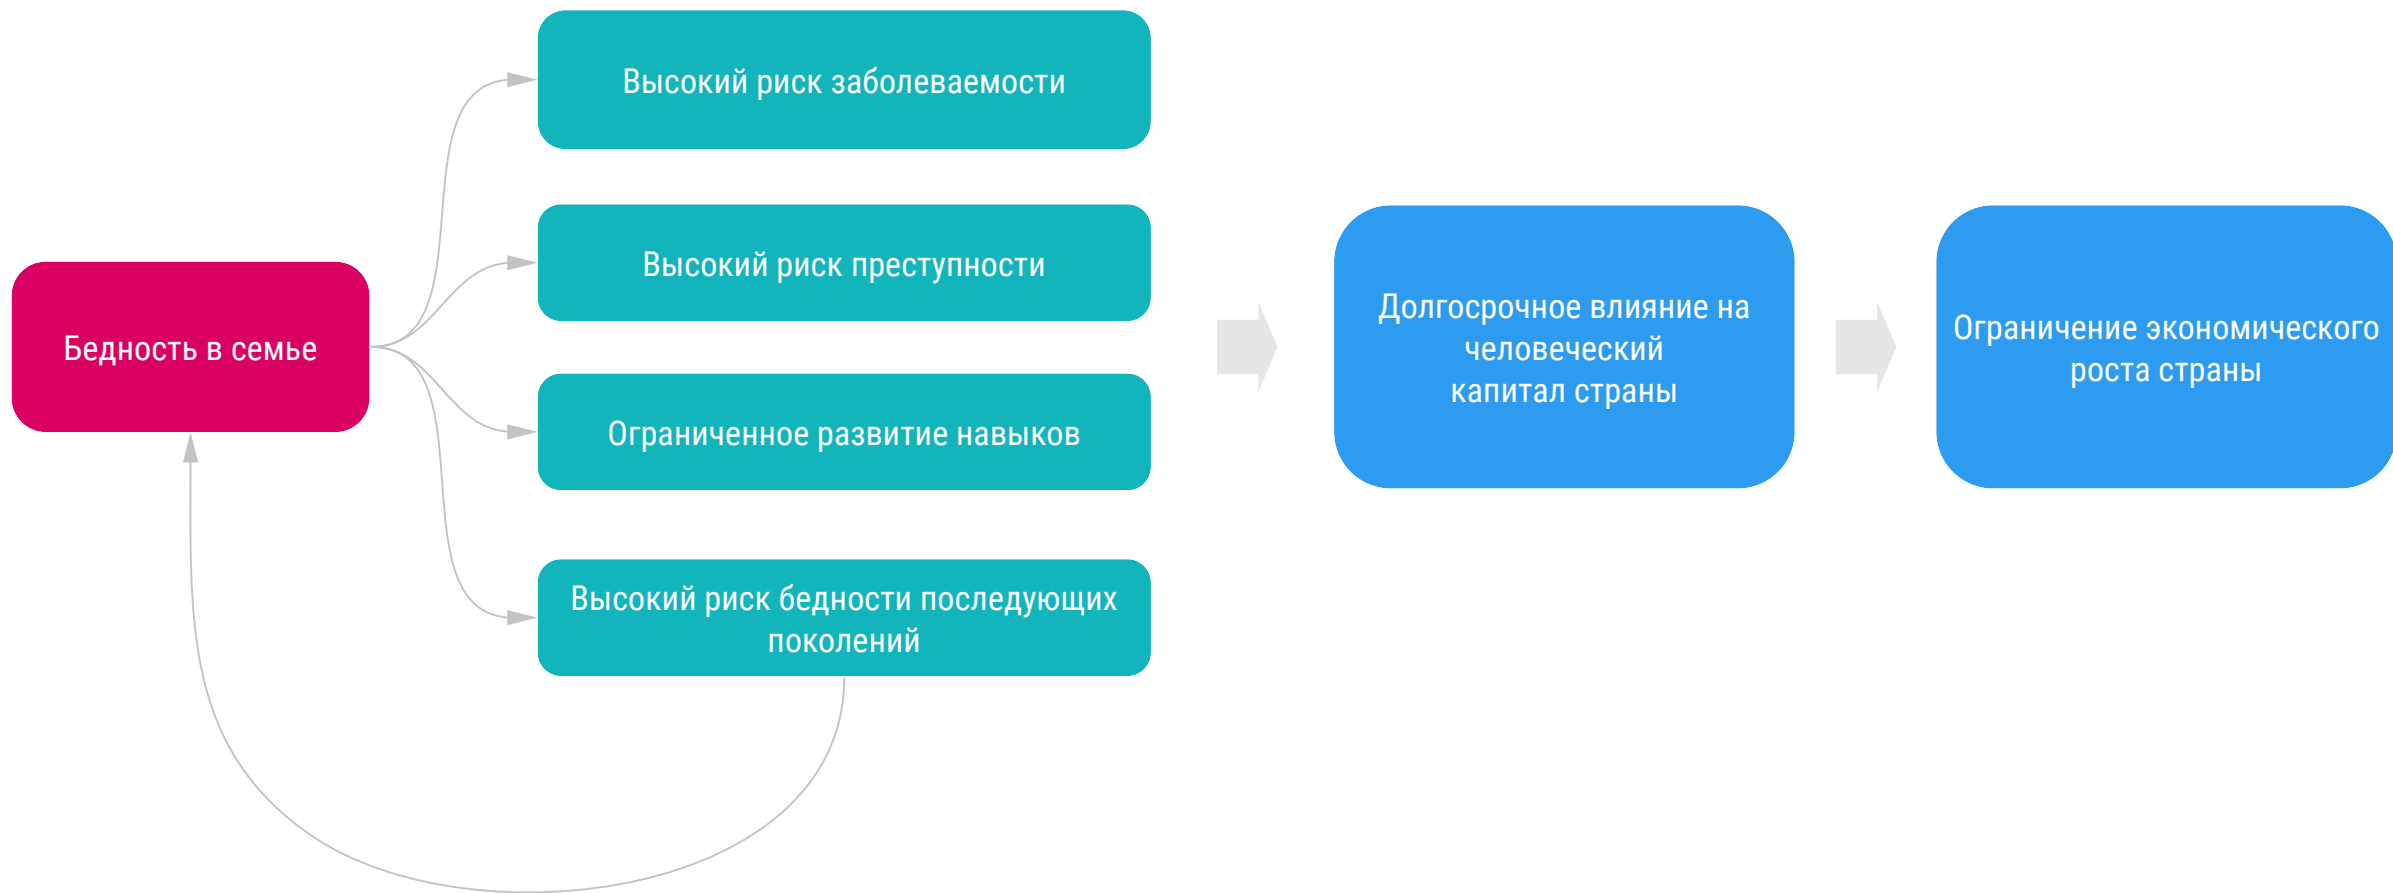 Высокий риск заболеваемости
Высокий риск преступности
Бедность в семье
Ограниченное развитие навыков
Высокий риск бедности последующих
поколений
Долгосрочное влияние на
человеческий
капитал страны
Ограничение экономического
роста страны